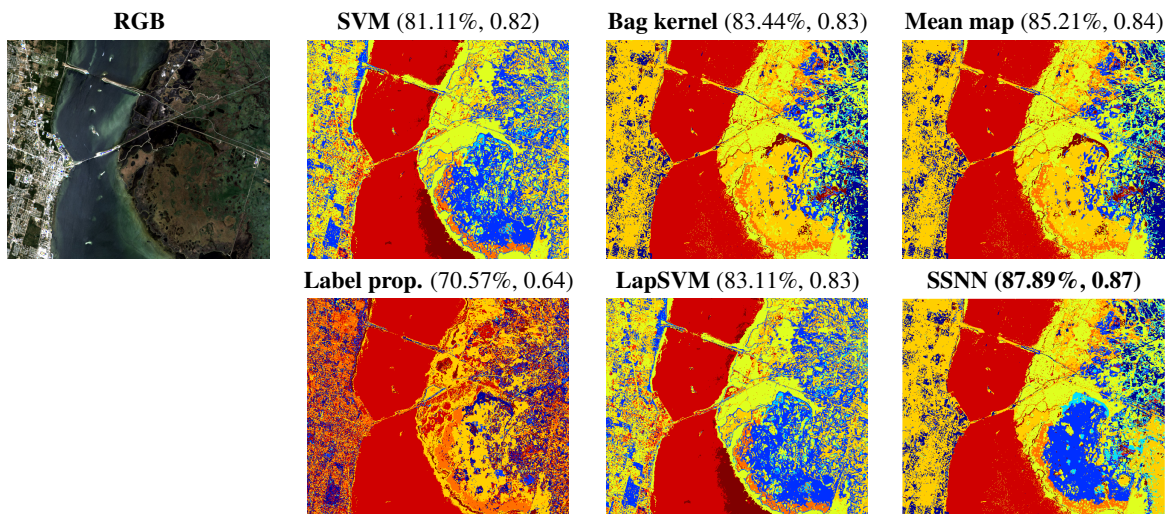 RGB
SVM (81.11%, 0.82)
Bag kernel (83.44%, 0.83)
Mean map (85.21%, 0.84)
Label prop. (70.57%, 0.64)
LapSVM (83.11%, 0.83)
SSNN (87.89%, 0.87)